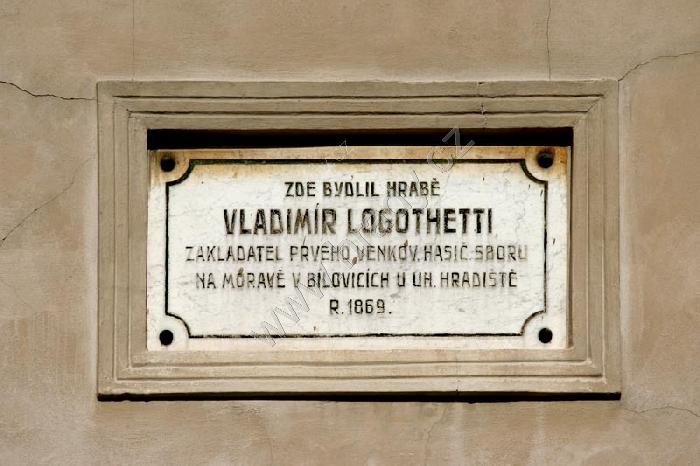 ZDE BYDLIL HRABĚ
VLADIMÍR LOGOTHETTI
ZAKLADATEL PRVÉHO VENKOV. HASIČ. SBORU
NA MORAVĚ V BÍLOVICÍCH U UH. HRADIŠTĚ
R. 1869.